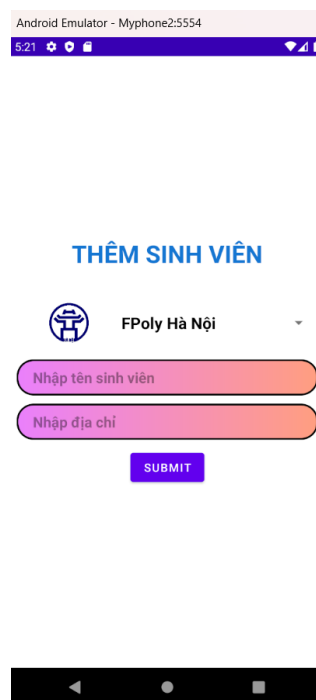 Android Emulator - Myphone2:5554
5:21
THÊM SINH VIÊN
FPoly Hà Nội
Nhập tên sinh viên
Nhập địa chỉ
SUBMIT